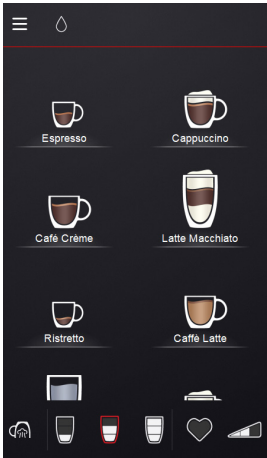 Espresso
Cappuccino
Café Crème
Latte Macchiato
Ristretto
Caffè Latte